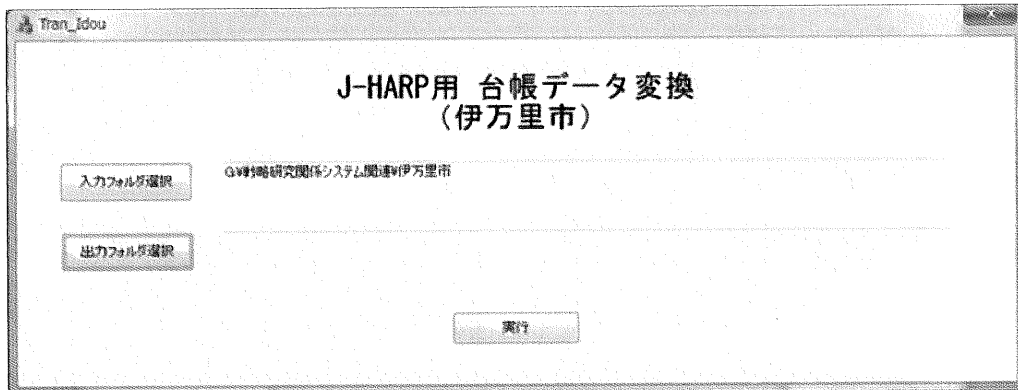 Tran_Idou
J-HARP用 台帳データ変換
(伊万里市)
入力フォルダ選択
G:¥戦略研究関係システム関連¥伊万里市
出力フォルダ選択
実行